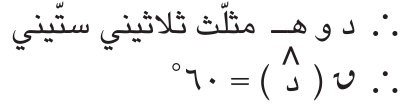 ∴ د و هـ مثلّث ثلاثيني ستّيني
∴ ق ( د̂ ) = ٦٠°